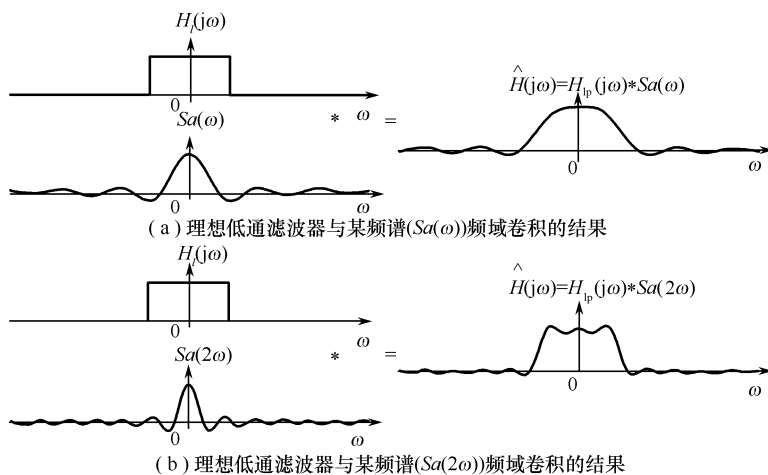 H_l(jω)
0
ω
Sa(ω)
*
=
0
ω
Ĥ(jω)=H_lp(jω)*Sa(ω)
0
ω
(a)理想低通滤波器与某频谱(Sa(ω))频域卷积的结果
H_l(jω)
0
ω
Sa(2ω)
*
=
0
ω
Ĥ(jω)=H_lp(jω)*Sa(2ω)
0
ω
(b)理想低通滤波器与某频谱(Sa(2ω))频域卷积的结果